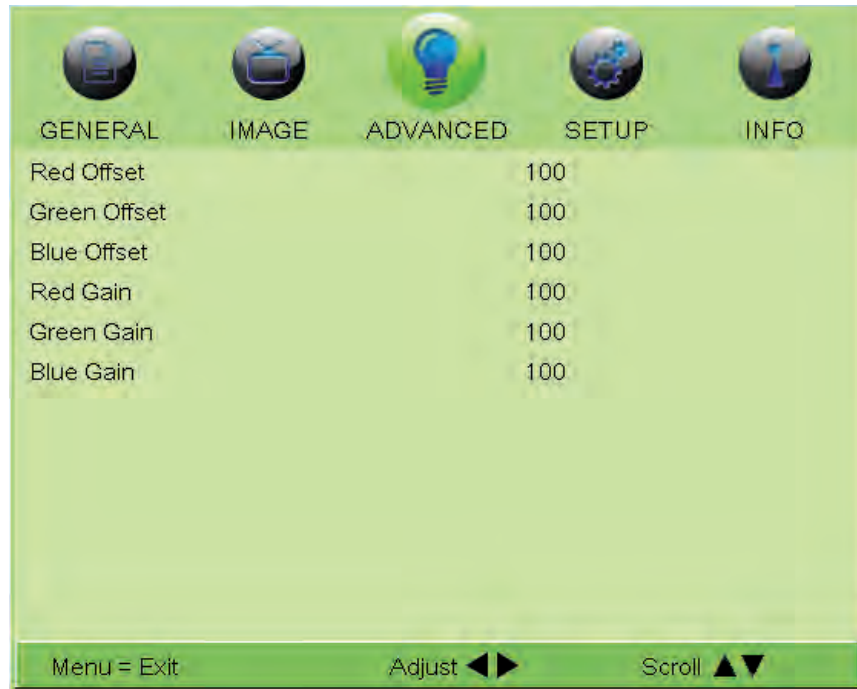 GENERAL IMAGE ADVANCED SETUP INFO
Red Offset 100
Green Offset 100
Blue Offset 100
Red Gain 100
Green Gain 100
Blue Gain 100
Menu = Exit Adjust ◀▶ Scroll ▲▼